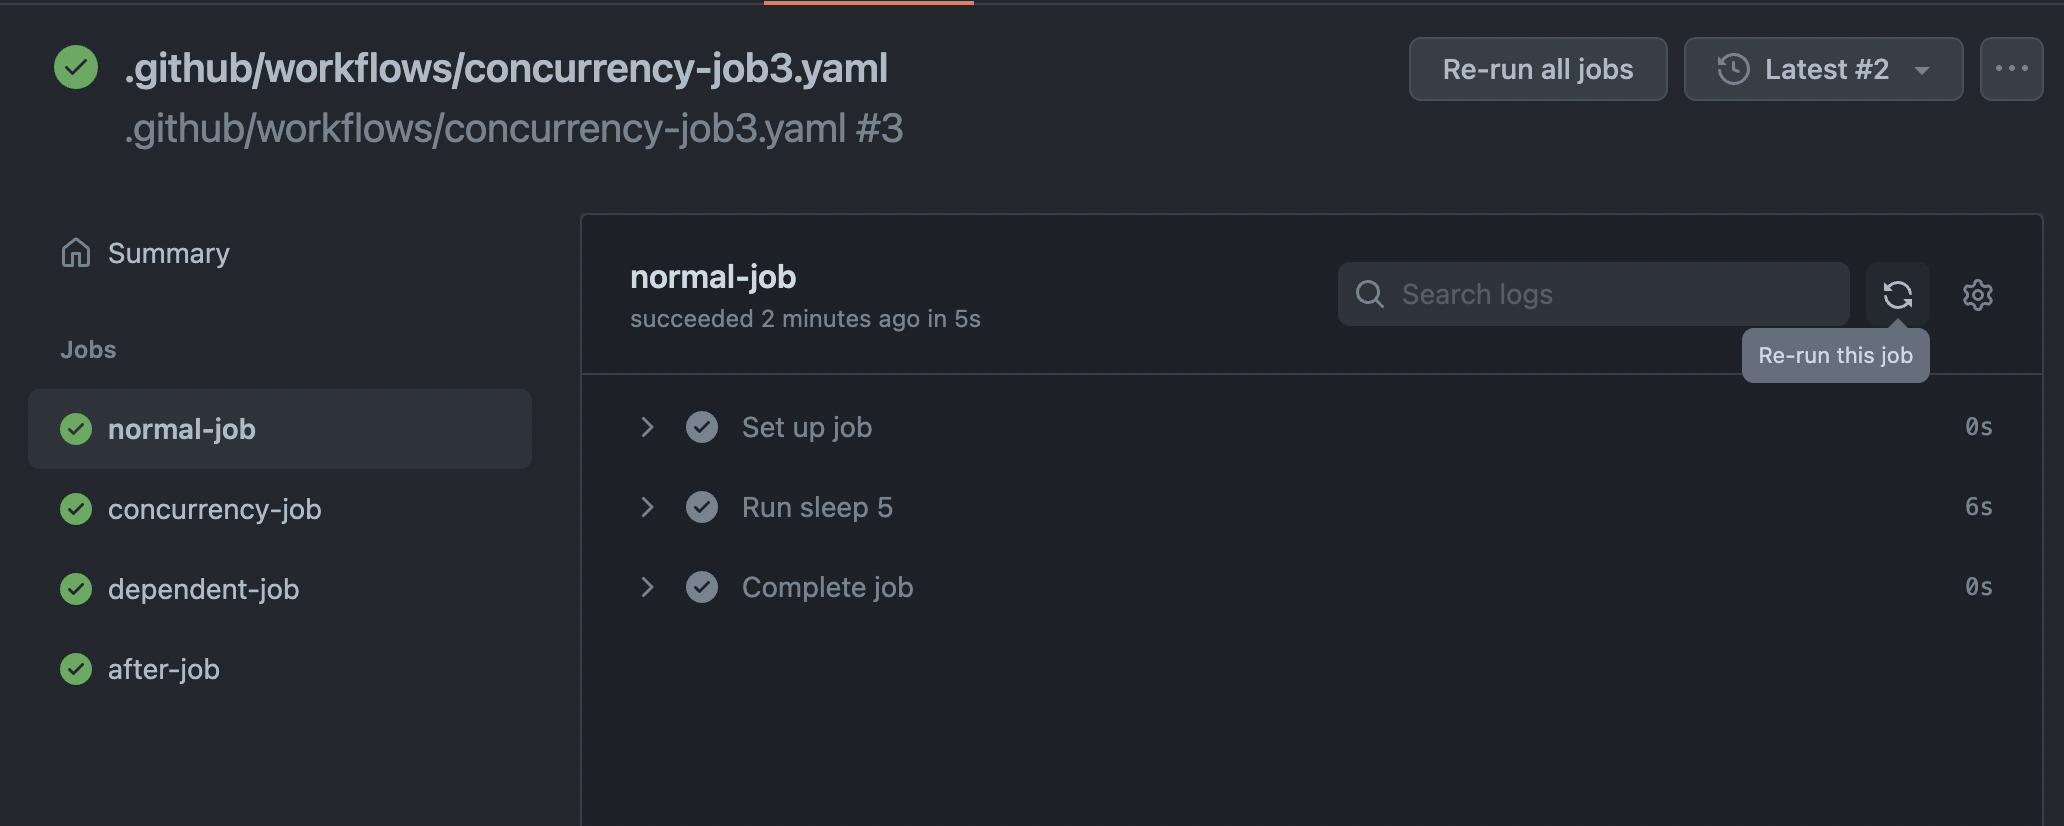 .github/workflows/concurrency-job3.yaml
.github/workflows/concurrency-job3.yaml #3
Re-run all jobs
Latest #2
Summary
Jobs
normal-job
concurrency-job
dependent-job
after-job
normal-job
succeeded 2 minutes ago in 5s
Search logs
Re-run this job
Set up job 0s
Run sleep 5 6s
Complete job 0s